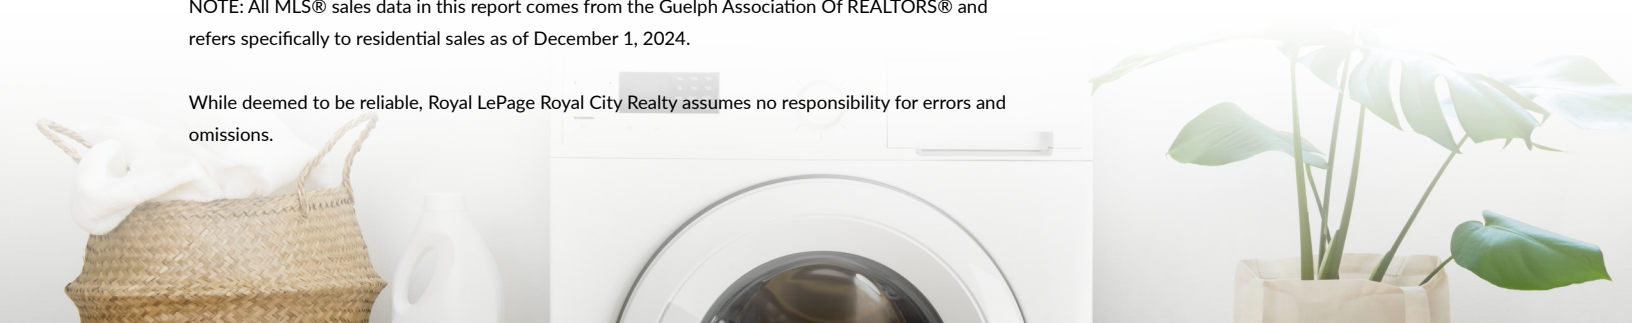 NOTE: All MLS® sales data in this report comes from the Guelph Association Of REALTORS® and
refers specifically to residential sales as of December 1, 2024.
While deemed to be reliable, Royal LePage Royal City Realty assumes no responsibility for errors and
omissions.